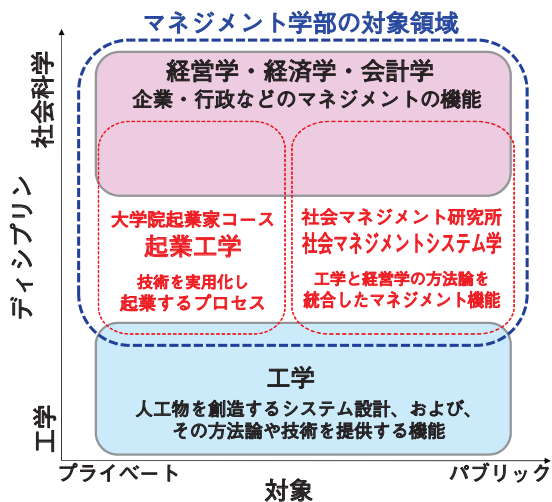 マネジメント学部の対象領域
経営学・経済学・会計学
企業・行政などのマネジメントの機能
大学院起業家コース
起業工学
技術を実用化し
起業するプロセス
社会マネジメント研究所
社会マネジメントシステム学
工学と経営学の方法論を
統合したマネジメント機能
工学
人工物を創造するシステム設計、および、
その方法論や技術を提供する機能
社会科学
ディシプリン
工学
プライベート
パブリック
対象